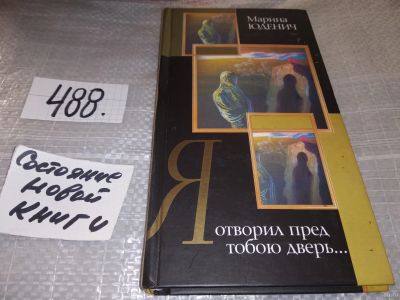 488.
Состояние
новой
книги
Марина
ЮДЕНИЧ
Я отворил пред
тобою дверь...